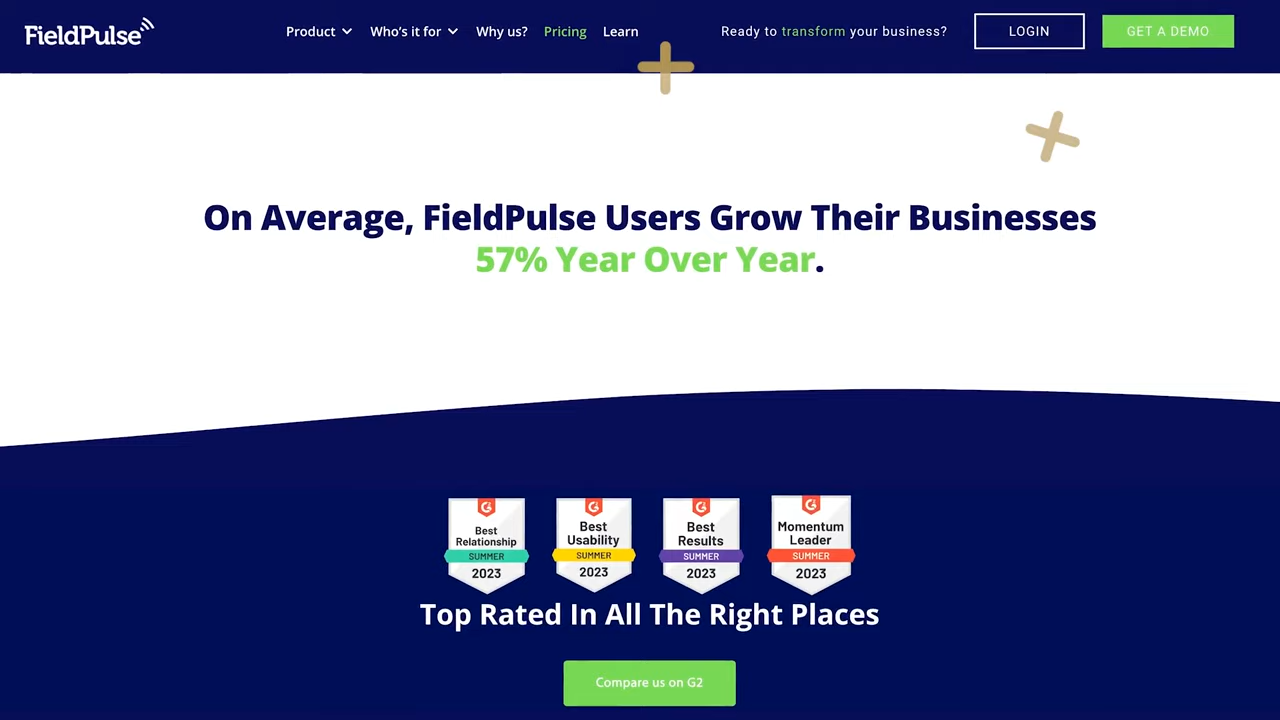 FieldPulse
Product
Who's it for
Why us?
Pricing
Learn
Ready to transform your business?
LOGIN
GET A DEMO
On Average, FieldPulse Users Grow Their Businesses
57% Year Over Year.
Best
Relationship
SUMMER
2023
Best
Usability
SUMMER
2023
Best
Results
SUMMER
2023
Momentum
Leader
SUMMER
2023
Top Rated In All The Right Places
Compare us on G2